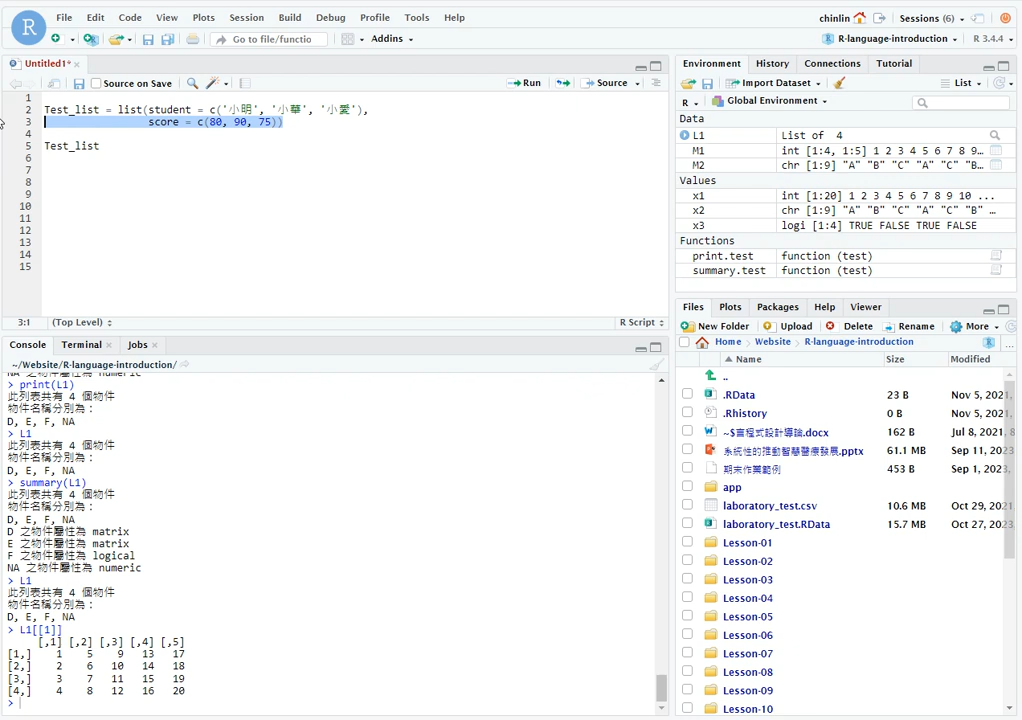 File Edit Code View Plots Session Build Debug Profile Tools Help
chinlin Sessions (6)
Go to file/functio Addins
R-language-introduction R 3.4.4
Untitled1*
Source on Save Run Source
1
2 Test_list = list(student = c('小明', '小華', '小愛'),
3 score = c(80, 90, 75))
4
5 Test_list
6
7
8
9
10
11
12
13
14
15
3:1 (Top Level) R Script
Console Terminal Jobs
~/Website/R-language-introduction/
NA 之物件屬性為 numeric
> print(L1)
此列表共有 4 個物件
物件名稱分別為：
D, E, F, NA
> L1
此列表共有 4 個物件
物件名稱分別為：
D, E, F, NA
> summary(L1)
此列表共有 4 個物件
物件名稱分別為：
D, E, F, NA
D 之物件屬性為 matrix
E 之物件屬性為 matrix
F 之物件屬性為 logical
NA 之物件屬性為 numeric
> L1
此列表共有 4 個物件
物件名稱分別為：
D, E, F, NA
> L1[[1]]
[,1] [,2] [,3] [,4] [,5]
[1,] 1 5 9 13 17
[2,] 2 6 10 14 18
[3,] 3 7 11 15 19
[4,] 4 8 12 16 20
>
Environment History Connections Tutorial
Import Dataset List
R Global Environment
Data
L1 List of 4
M1 int [1:4, 1:5] 1 2 3 4 5 6 7 8 9…
M2 chr [1:9] "A" "B" "C" "A" "C" "B…
Values
x1 int [1:20] 1 2 3 4 5 6 7 8 9 10 ...
x2 chr [1:9] "A" "B" "C" "A" "C" "B" …
x3 logi [1:4] TRUE FALSE TRUE FALSE
Functions
print.test function (test)
summary.test function (test)
Files Plots Packages Help Viewer
New Folder Upload Delete Rename More
Home Website R-language-introduction ...
Name Size Modified
..
.RData 23 B Nov 5, 2021,
.Rhistory 0 B Nov 5, 2021,
~$言程式設計導論.docx 162 B Jul 8, 2021, 8
系統性的推動智慧醫療發展.pptx 61.1 MB Sep 11, 2023
期末作業範例 453 B Sep 1, 2023,
app
laboratory_test.csv 10.6 MB Oct 29, 2021
laboratory_test.RData 15.7 MB Oct 27, 2023
Lesson-01
Lesson-02
Lesson-03
Lesson-04
Lesson-05
Lesson-06
Lesson-07
Lesson-08
Lesson-09
Lesson-10